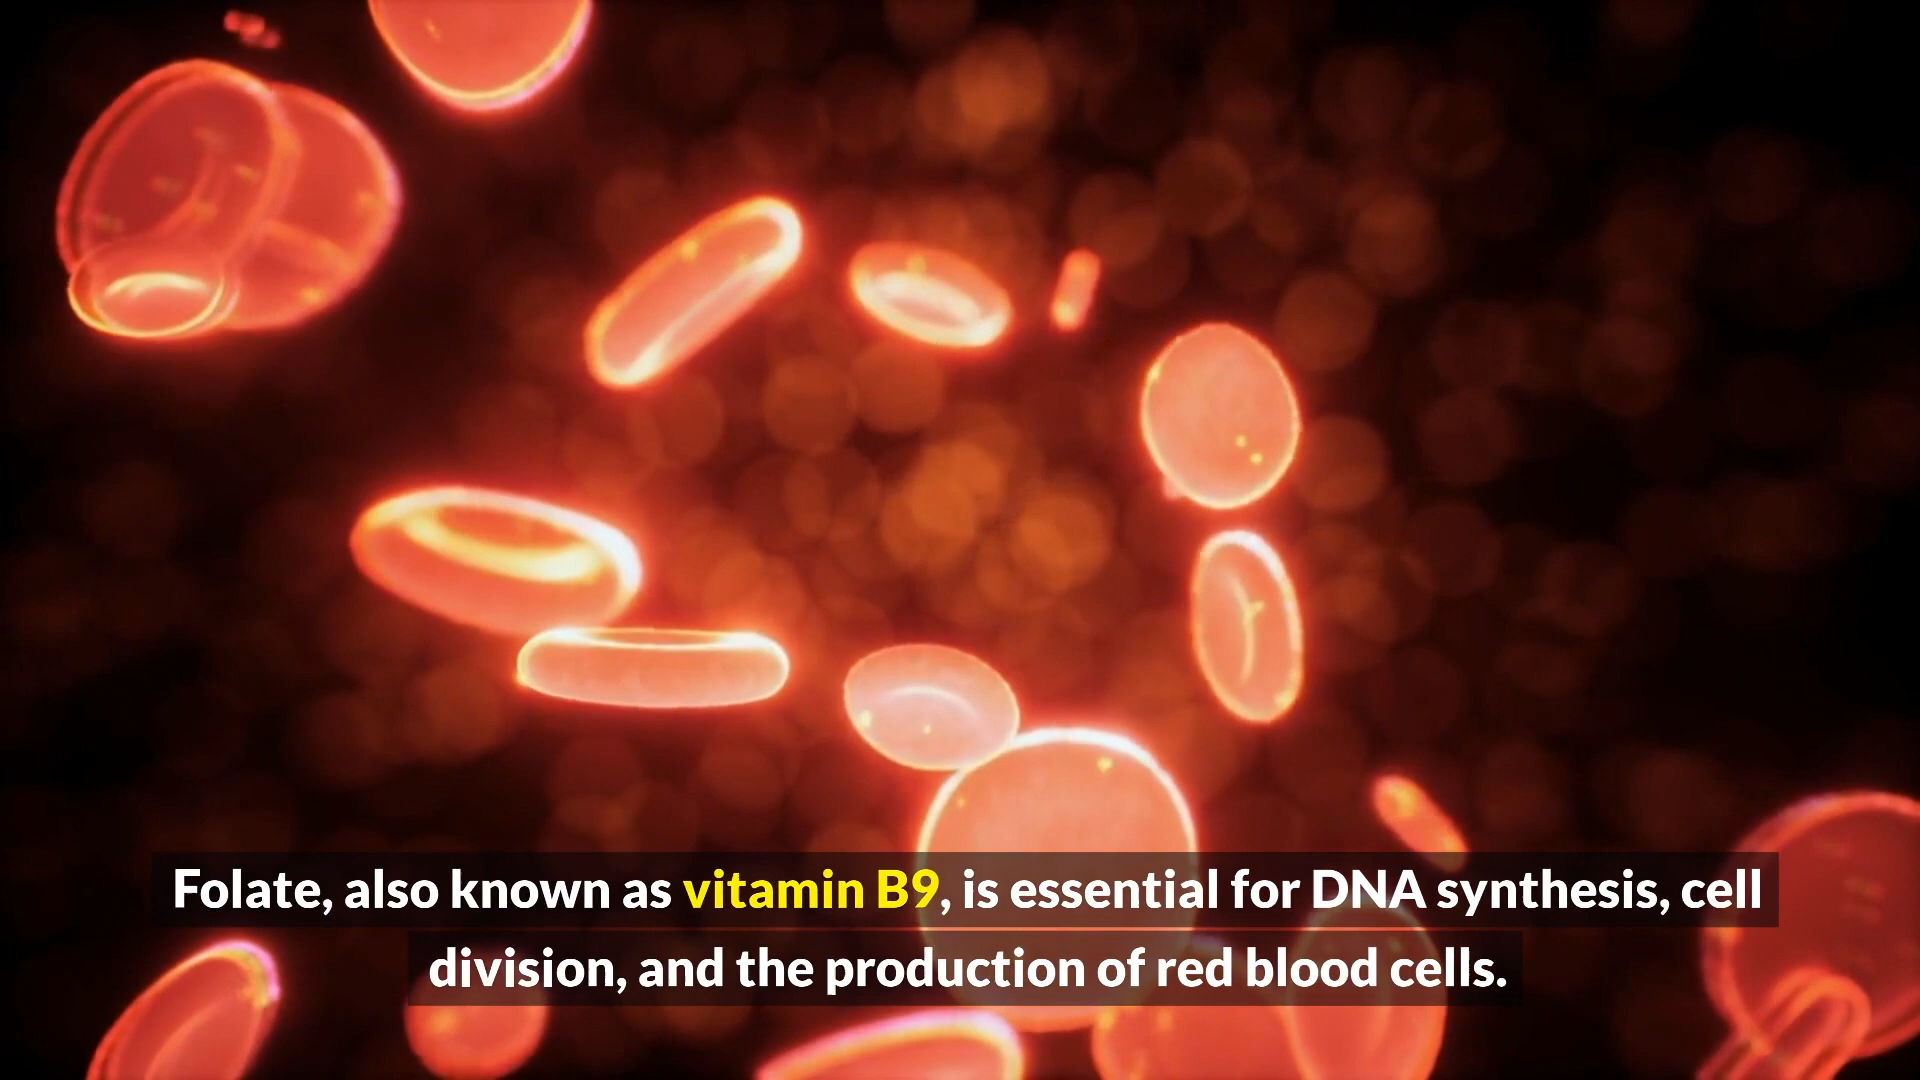 Folate, also known as vitamin B9, is essential for DNA synthesis, cell
division, and the production of red blood cells.